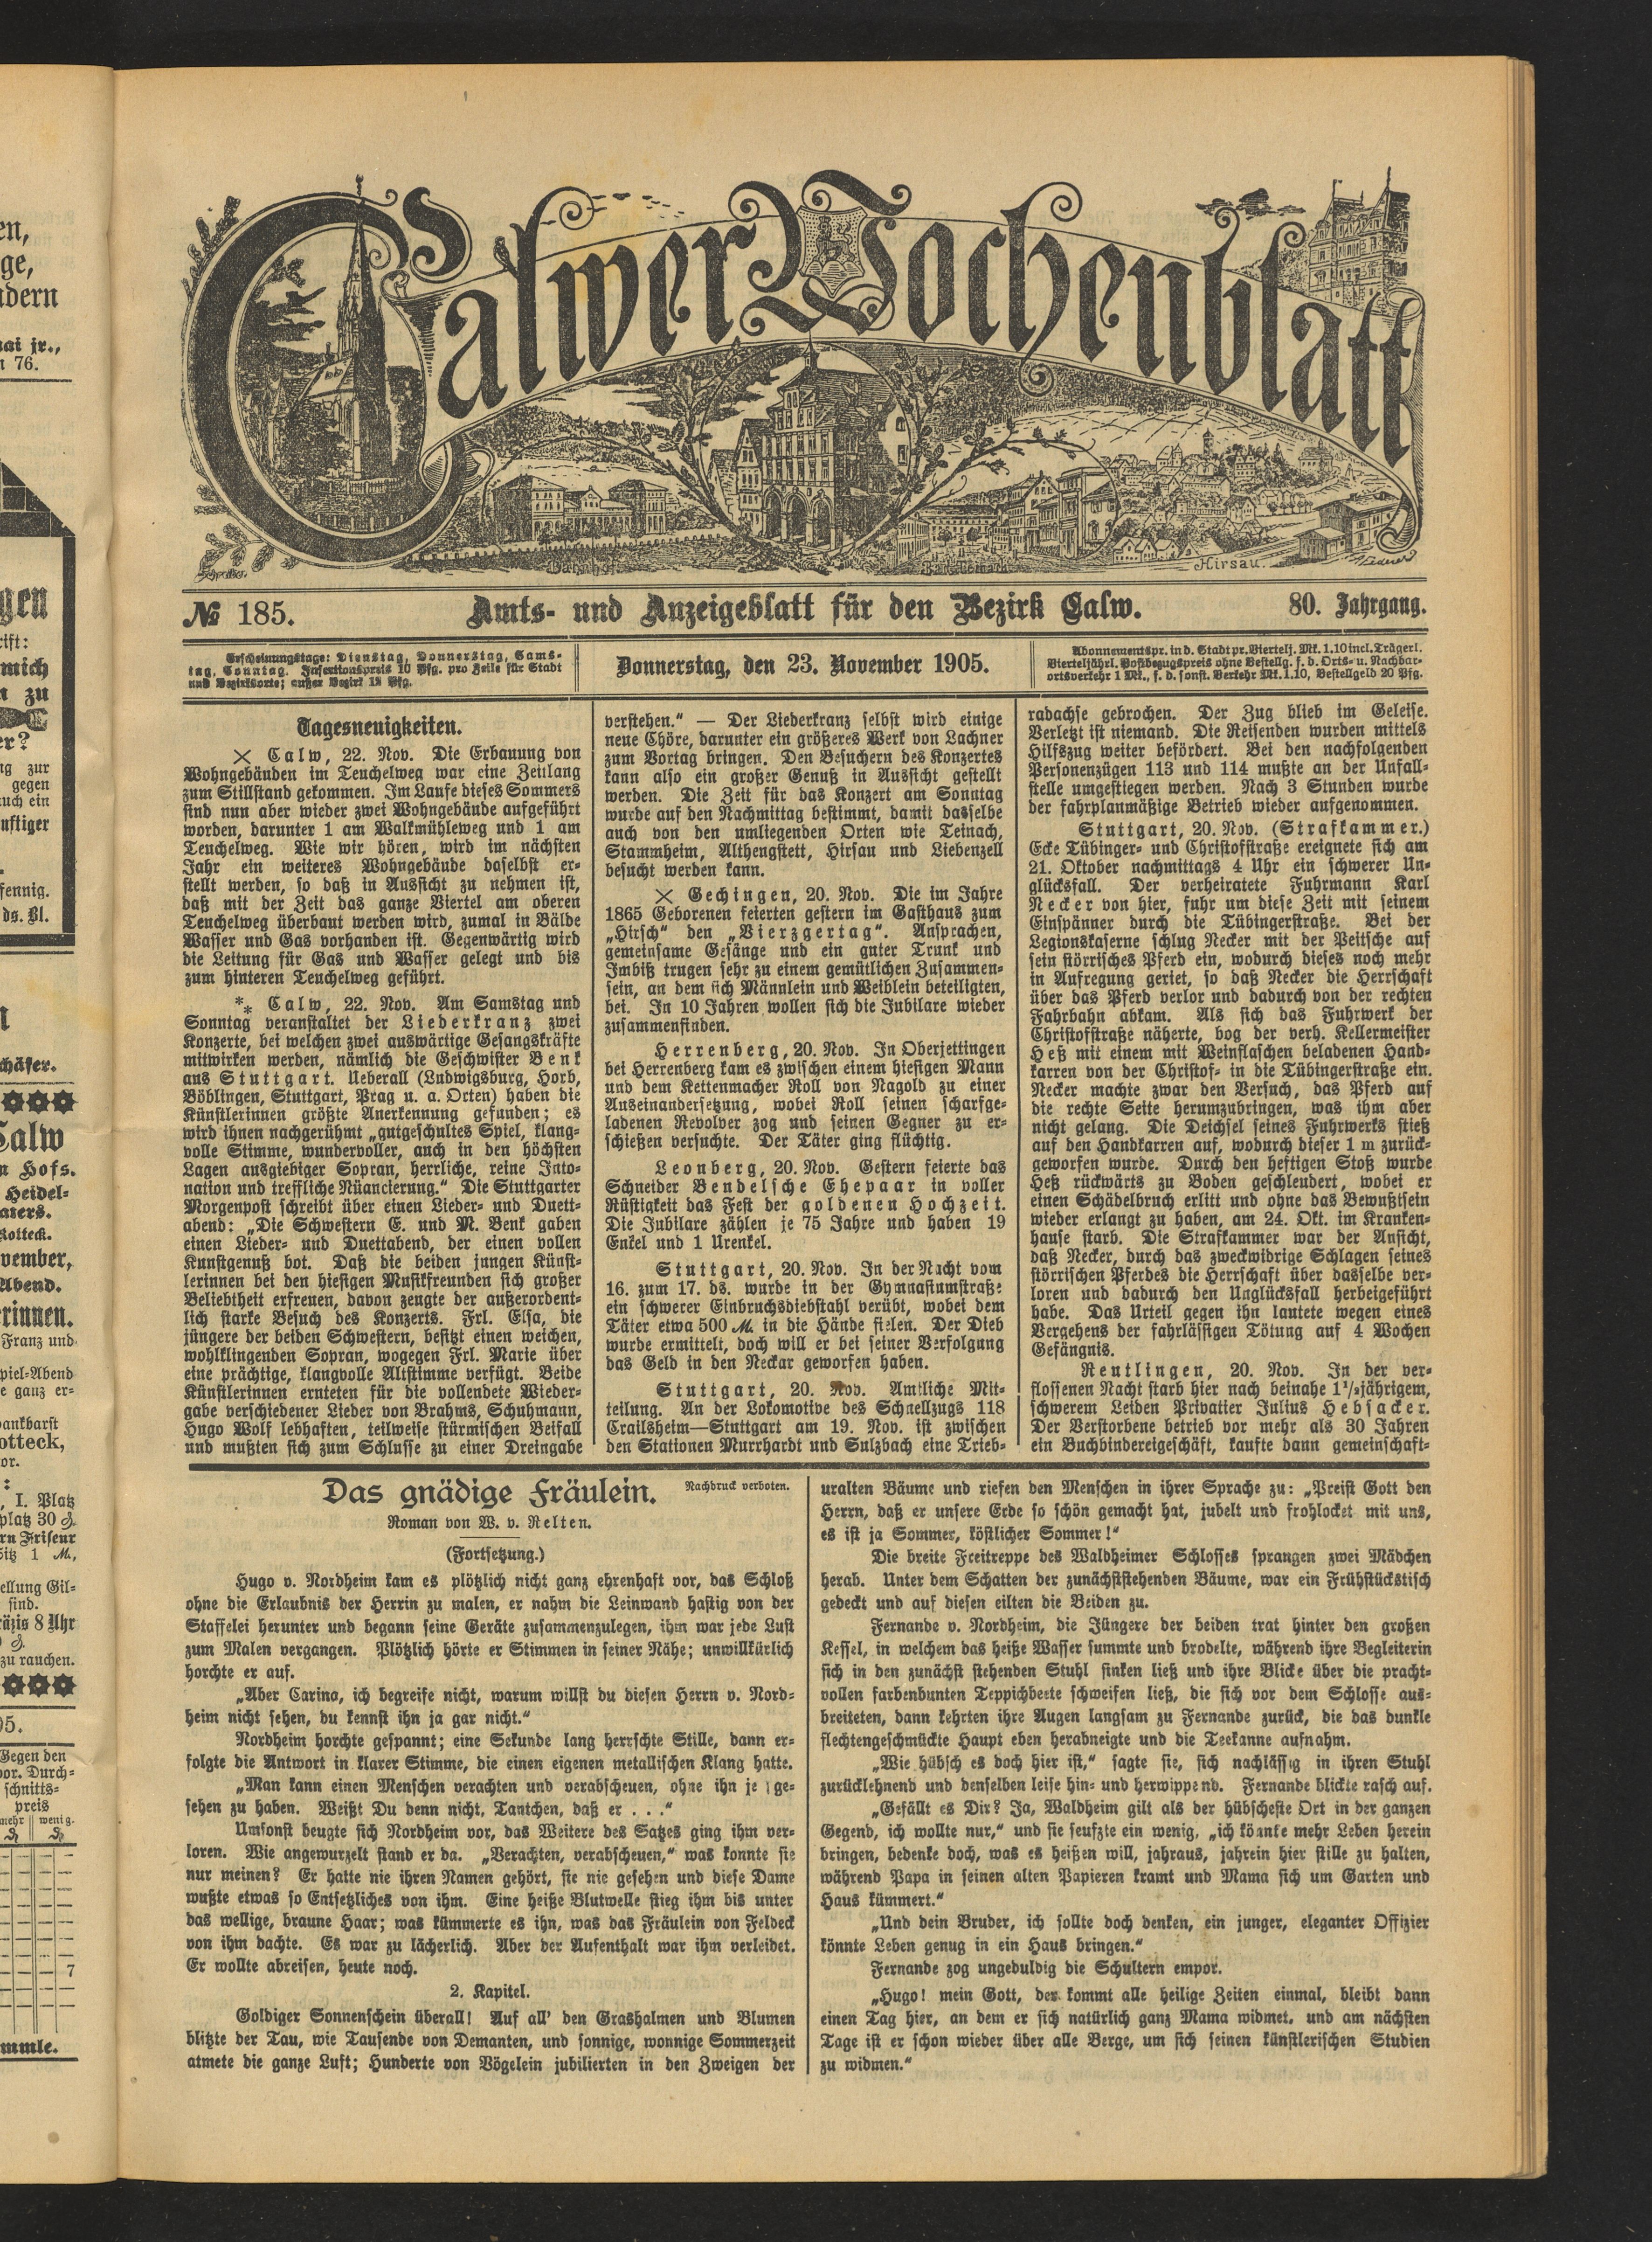 Calwer Wochenblatt
Bahnhof.
Hirsau.
№ 185.
Amts- und Anzeigeblatt für den Bezirk Calw.
80. Jahrgang.
Erscheinungstage: Dienstag, Donnerstag, Sams-
tag, Sonntag. Insertionspreis 10 Pfg. pro Zeile für Stadt
und Bezirksorte; außer Bezirk 12 Pfg.
Donnerstag, den 23. November 1905.
Abonnementspr. in d. Stadt pr. Viertelj. Mk. 1.10 incl. Trägerl.
Vierteljährl. Postbezugspreis ohne Bestellg. f. d. Orts- u. Nachbar-
ortsverkehr 1 Mk., f. d. sonst. Verkehr Mk. 1.10, Bestellgeld 20 Pfg.
Tagesneuigkeiten.
× Calw, 22. Nov. Die Erbauung von
Wohngebäuden im Teuchelweg war eine Zeitlang
zum Stillstand gekommen. Im Laufe dieses Sommers
sind nun aber wieder zwei Wohngebäude aufgeführt
worden, darunter 1 am Walkmühleweg und 1 am
Teuchelweg. Wie wir hören, wird im nächsten
Jahr ein weiteres Wohngebäude daselbst er-
stellt werden, so daß in Aussicht zu nehmen ist,
daß mit der Zeit das ganze Viertel am oberen
Teuchelweg überbaut werden wird, zumal in Bälde
Wasser und Gas vorhanden ist. Gegenwärtig wird
die Leitung für Gas und Wasser gelegt und bis
zum hinteren Teuchelweg geführt.
** Calw, 22. Nov. Am Samstag und
Sonntag veranstaltet der Liederkranz zwei
Konzerte, bei welchen zwei auswärtige Gesangskräfte
mitwirken werden, nämlich die Geschwister Benk
aus Stuttgart. Ueberall (Ludwigsburg, Horb,
Böblingen, Stuttgart, Prag u. a. Orten) haben die
Künstlerinnen größte Anerkennung gefunden; es
wird ihnen nachgerühmt „gutgeschultes Spiel, klang-
volle Stimme, wundervoller, auch in den höchsten
Lagen ausgiebiger Sopran, herrliche, reine Into-
nation und treffliche Nüancierung.“ Die Stuttgarter
Morgenpost schreibt über einen Lieder- und Duett-
abend: „Die Schwestern E. und M. Benk gaben
einen Lieder- und Duettabend, der einen vollen
Kunstgenuß bot. Daß die beiden jungen Künst-
lerinnen bei den hiesigen Musikfreunden sich großer
Beliebtheit erfreuen, davon zeugte der außerordent-
lich starke Besuch des Konzerts. Frl. Elsa, die
jüngere der beiden Schwestern, besitzt einen weichen,
wohlklingenden Sopran, wogegen Frl. Marie über
eine prächtige, klangvolle Altstimme verfügt. Beide
Künstlerinnen ernteten für die vollendete Wieder-
gabe verschiedener Lieder von Brahms, Schuhmann,
Hugo Wolf lebhaften, teilweise stürmischen Beifall
und mußten sich zum Schlusse zu einer Dreingabe
verstehen.“ — Der Liederkranz selbst wird einige
neue Chöre, darunter ein größeres Werk von Lachner
zum Vortag bringen. Den Besuchern des Konzertes
kann also ein großer Genuß in Aussicht gestellt
werden. Die Zeit für das Konzert am Sonntag
wurde auf den Nachmittag bestimmt, damit dasselbe
auch von den umliegenden Orten wie Teinach,
Stammheim, Althengstett, Hirsau und Liebenzell
besucht werden kann.
× Gechingen, 20. Nov. Die im Jahre
1865 Geborenen feierten gestern im Gasthaus zum
„Hirsch“ den „Vierzgertag“. Ansprachen,
gemeinsame Gesänge und ein guter Trunk und
Imbiß trugen sehr zu einem gemütlichen Zusammen-
sein, an dem sich Männlein und Weiblein beteiligten,
bei. In 10 Jahren wollen sich die Jubilare wieder
zusammenfinden.
Herrenberg, 20. Nov. In Oberjettingen
bei Herrenberg kam es zwischen einem hiesigen Mann
und dem Kettenmacher Roll von Nagold zu einer
Auseinandersetzung, wobei Roll seinen scharfge-
ladenen Revolver zog und seinen Gegner zu er-
schießen versuchte. Der Täter ging flüchtig.
Leonberg, 20. Nov. Gestern feierte das
Schneider Bendelsche Ehepaar in voller
Rüstigkeit das Fest der goldenen Hochzeit.
Die Jubilare zählen je 75 Jahre und haben 19
Enkel und 1 Urenkel.
Stuttgart, 20. Nov. In der Nacht vom
16. zum 17. ds. wurde in der Gymnasiumstraße
ein schwerer Einbruchsdiebstahl verübt, wobei dem
Täter etwa 500 M. in die Hände fielen. Der Dieb
wurde ermittelt, doch will er bei seiner Verfolgung
das Geld in den Neckar geworfen haben.
Stuttgart, 20. Nov. Amtliche Mit-
teilung. An der Lokomotive des Schnellzugs 118
Crailsheim—Stuttgart am 19. Nov. ist zwischen
den Stationen Murrhardt und Sulzbach eine Trieb-
radachse gebrochen. Der Zug blieb im Geleise.
Verletzt ist niemand. Die Reisenden wurden mittels
Hilfszug weiter befördert. Bei den nachfolgenden
Personenzügen 113 und 114 mußte an der Unfall-
stelle umgestiegen werden. Nach 3 Stunden wurde
der fahrplanmäßige Betrieb wieder aufgenommen.
Stuttgart, 20. Nov. (Strafkammer.)
Ecke Tübinger- und Christofstraße ereignete sich am
21. Oktober nachmittags 4 Uhr ein schwerer Un-
glücksfall. Der verheiratete Fuhrmann Karl
Necker von hier, fuhr um diese Zeit mit seinem
Einspänner durch die Tübingerstraße. Bei der
Legionskaserne schlug Necker mit der Peitsche auf
sein störrisches Pferd ein, wodurch dieses noch mehr
in Aufregung geriet, so daß Necker die Herrschaft
über das Pferd verlor und dadurch von der rechten
Fahrbahn abkam. Als sich das Fuhrwerk der
Christofstraße näherte, bog der verh. Kellermeister
Heß mit einem mit Weinflaschen beladenen Hand-
karren von der Christof- in die Tübingerstraße ein.
Necker machte zwar den Versuch, das Pferd auf
die rechte Seite herumzubringen, was ihm aber
nicht gelang. Die Deichsel seines Fuhrwerks stieß
auf den Handkarren auf, wodurch dieser 1 m zurück-
geworfen wurde. Durch den heftigen Stoß wurde
Heß rückwärts zu Boden geschleudert, wobei er
einen Schädelbruch erlitt und ohne das Bewußtsein
wieder erlangt zu haben, am 24. Okt. im Kranken-
hause starb. Die Strafkammer war der Ansicht,
daß Necker, durch das zweckwidrige Schlagen seines
störrischen Pferdes die Herrschaft über dasselbe ver-
loren und dadurch den Unglücksfall herbeigeführt
habe. Das Urteil gegen ihn lautete wegen eines
Vergehens der fahrlässigen Tötung auf 4 Wochen
Gefängnis.
Reutlingen, 20. Nov. In der ver-
flossenen Nacht starb hier nach beinahe 1½jährigem,
schwerem Leiden Privatier Julius Hebsacker.
Der Verstorbene betrieb vor mehr als 30 Jahren
ein Buchbindereigeschäft, kaufte dann gemeinschaft-
Das gnädige Fräulein.
Nachdruck verboten.
Roman von W. v. Relten.
(Fortsetzung.)
Hugo v. Nordheim kam es plötzlich nicht ganz ehrenhaft vor, das Schloß
ohne die Erlaubnis der Herrin zu malen, er nahm die Leinwand hastig von der
Staffelei herunter und begann seine Geräte zusammenzulegen, ihm war jede Lust
zum Malen vergangen. Plötzlich hörte er Stimmen in seiner Nähe; unwillkürlich
horchte er auf.
„Aber Carina, ich begreife nicht, warum willst du diesen Herrn v. Nord-
heim nicht sehen, du kennst ihn ja gar nicht.“
Nordheim horchte gespannt; eine Sekunde lang herrschte Stille, dann er-
folgte die Antwort in klarer Stimme, die einen eigenen metallischen Klang hatte.
„Man kann einen Menschen verachten und verabscheuen, ohne ihn je ge-
sehen zu haben. Weißt Du denn nicht, Tantchen, daß er . . .“
Umsonst beugte sich Nordheim vor, das Weitere des Satzes ging ihm ver-
loren. Wie angewurzelt stand er da. „Verachten, verabscheuen,“ was konnte sie
nur meinen? Er hatte nie ihren Namen gehört, sie nie gesehen und diese Dame
wußte etwas so Entsetzliches von ihm. Eine heiße Blutwelle stieg ihm bis unter
das wellige, braune Haar; was kümmerte es ihn, was das Fräulein von Feldeck
von ihm dachte. Es war zu lächerlich. Aber der Aufenthalt war ihm verleidet.
Er wollte abreisen, heute noch.
2. Kapitel.
Goldiger Sonnenschein überall! Auf all' den Grashalmen und Blumen
blitzte der Tau, wie Tausende von Demanten, und sonnige, wonnige Sommerzeit
atmete die ganze Luft; Hunderte von Vögelein jubilierten in den Zweigen der
uralten Bäume und riefen den Menschen in ihrer Sprache zu: „Preist Gott den
Herrn, daß er unsere Erde so schön gemacht hat, jubelt und frohlocket mit uns,
es ist ja Sommer, köstlicher Sommer!“
Die breite Freitreppe des Waldheimer Schlosses sprangen zwei Mädchen
herab. Unter dem Schatten der zunächststehenden Bäume, war ein Frühstückstisch
gedeckt und auf diesen eilten die Beiden zu.
Fernande v. Nordheim, die Jüngere der beiden trat hinter den großen
Kessel, in welchem das heiße Wasser summte und brodelte, während ihre Begleiterin
sich in den zunächst stehenden Stuhl sinken ließ und ihre Blicke über die pracht-
vollen farbenbunten Teppichbeete schweifen ließ, die sich vor dem Schlosse aus-
breiteten, dann kehrten ihre Augen langsam zu Fernande zurück, die das dunkle
flechtengeschmückte Haupt eben herabneigte und die Teekanne aufnahm.
„Wie hübsch es doch hier ist,“ sagte sie, sich nachlässig in ihren Stuhl
zurücklehnend und denselben leise hin- und herwippend. Fernande blickte rasch auf.
„Gefällt es Dir? Ja, Waldheim gilt als der hübscheste Ort in der ganzen
Gegend, ich wollte nur,“ und sie seufzte ein wenig, „ich könnte mehr Leben herein
bringen, bedenke doch, was es heißen will, jahraus, jahrein hier stille zu halten,
während Papa in seinen alten Papieren kramt und Mama sich um Garten und
Haus kümmert.“
„Und dein Bruder, ich sollte doch denken, ein junger, eleganter Offizier
könnte Leben genug in ein Haus bringen.“
Fernande zog ungeduldig die Schultern empor.
„Hugo! mein Gott, der kommt alle heilige Zeiten einmal, bleibt dann
einen Tag hier, an dem er sich natürlich ganz Mama widmet, und am nächsten
Tage ist er schon wieder über alle Berge, um sich seinen künstlerischen Studien
zu widmen.“